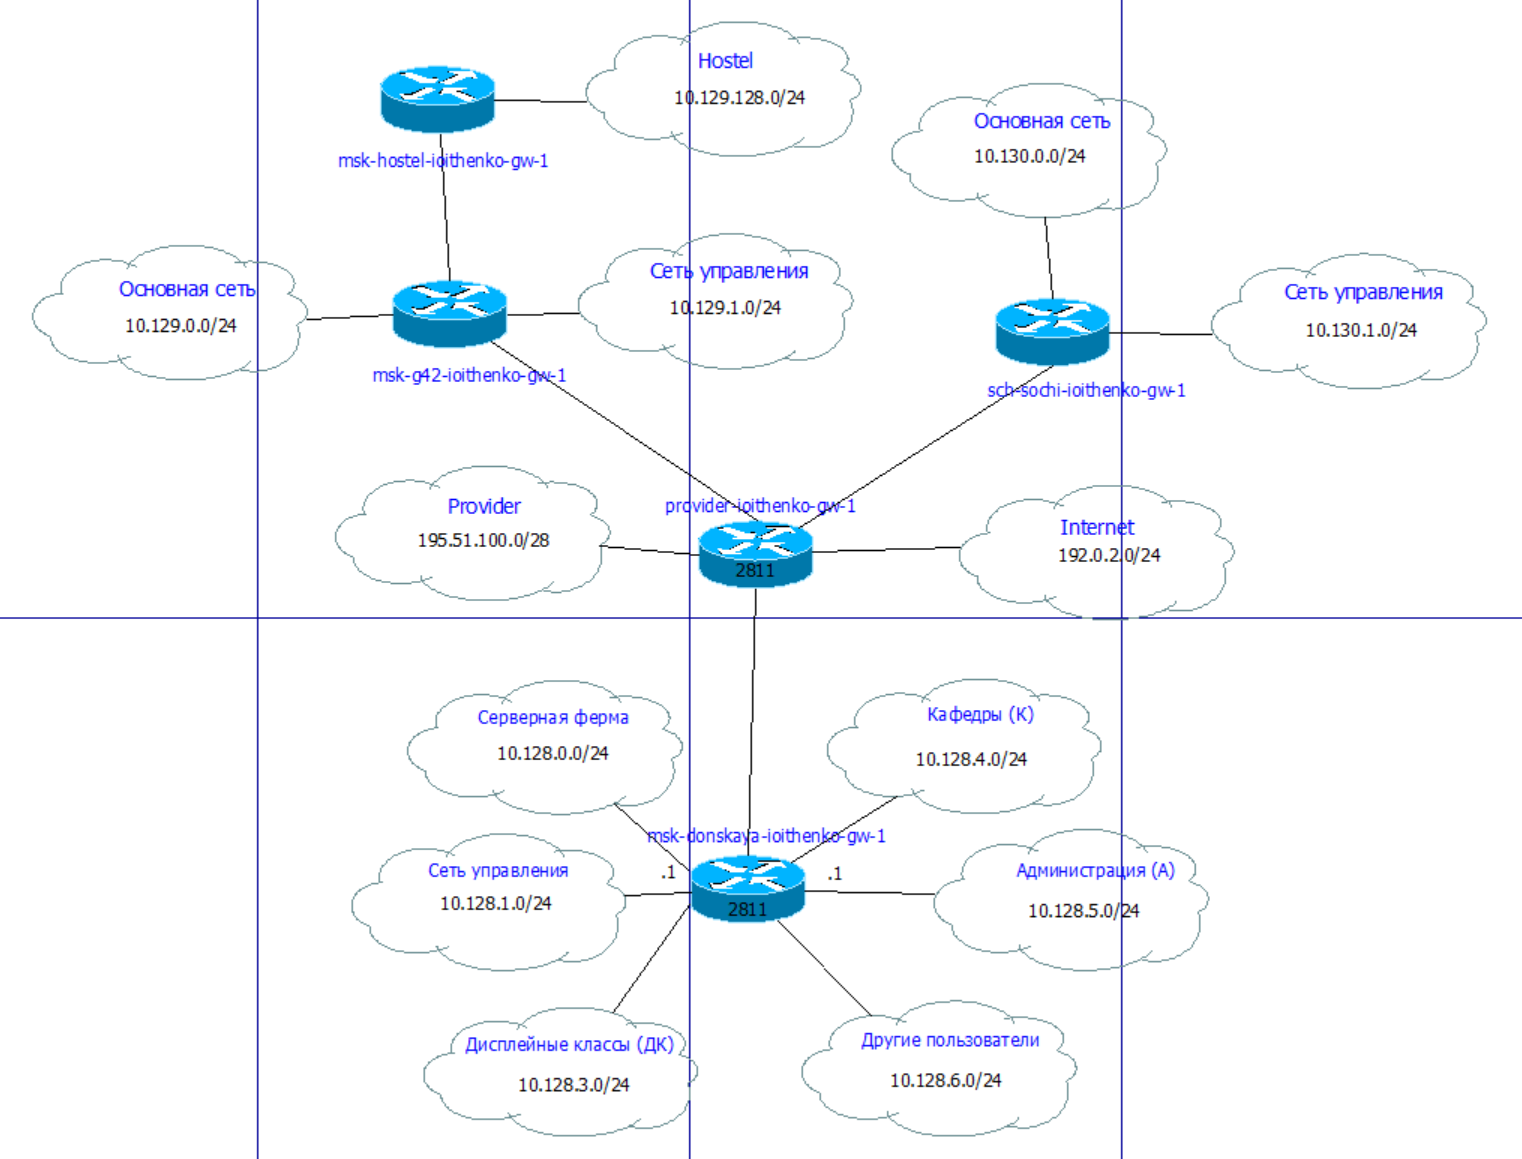 Hostel
10.129.128.0/24
msk-hostel-ioithenko-gw-1
Основная сеть
10.130.0.0/24
Основная сеть
10.129.0.0/24
Сеть управления
10.129.1.0/24
msk-g42-ioithenko-gw-1
Сеть управления
10.130.1.0/24
sch-sochi-ioithenko-gw-1
Provider
195.51.100.0/28
provider-ioithenko-gw-1
2811
Internet
192.0.2.0/24
Серверная ферма
10.128.0.0/24
Кафедры (К)
10.128.4.0/24
msk-donskaya-ioithenko-gw-1
Сеть управления
10.128.1.0/24
.1
2811
.1
Администрация (А)
10.128.5.0/24
Дисплейные классы (ДК)
10.128.3.0/24
Другие пользователи
10.128.6.0/24